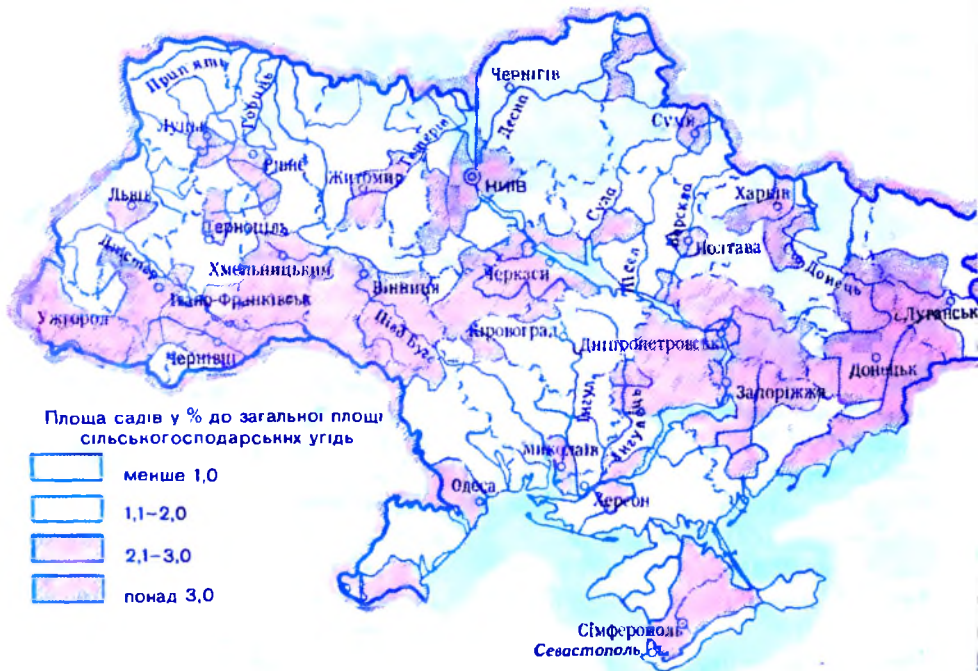 Чернігів
Прип'ять
Горинь
Десна
Луцьк
Суми
Рівне
Тетерів
Житомир
КИЇВ
Львів
Сула
Ворскла
Харків
Тернопіль
Псел
Полтава
Дністер
Хмельницький
Черкаси
Донець
Вінниця
Івано-Франківськ
Луганськ
Ужгород
Півд Буг
Кіровоград
Дніпропетровськ
Чернівці
Донецьк
Запоріжжя
Інгул
Інгулець
Площа садів у % до загальної площі
сільськогосподарських угідь
менше 1,0
1,1–2,0
2,1–3,0
понад 3,0
Миколаїв
Одеса
Херсон
Сімферополь
Севастополь